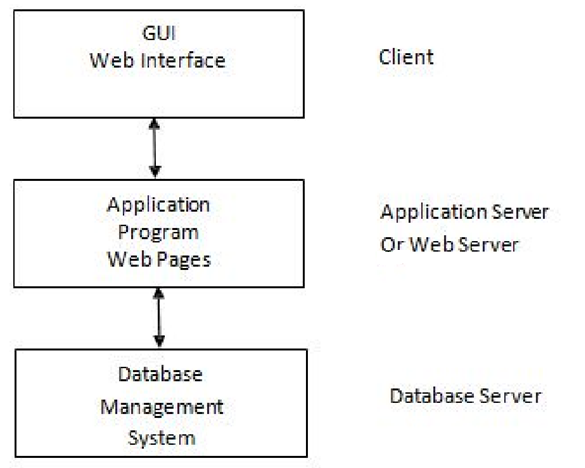 GUI
Web Interface
Client
Application
Program
Web Pages
Application Server
Or Web Server
Database
Management
System
Database Server